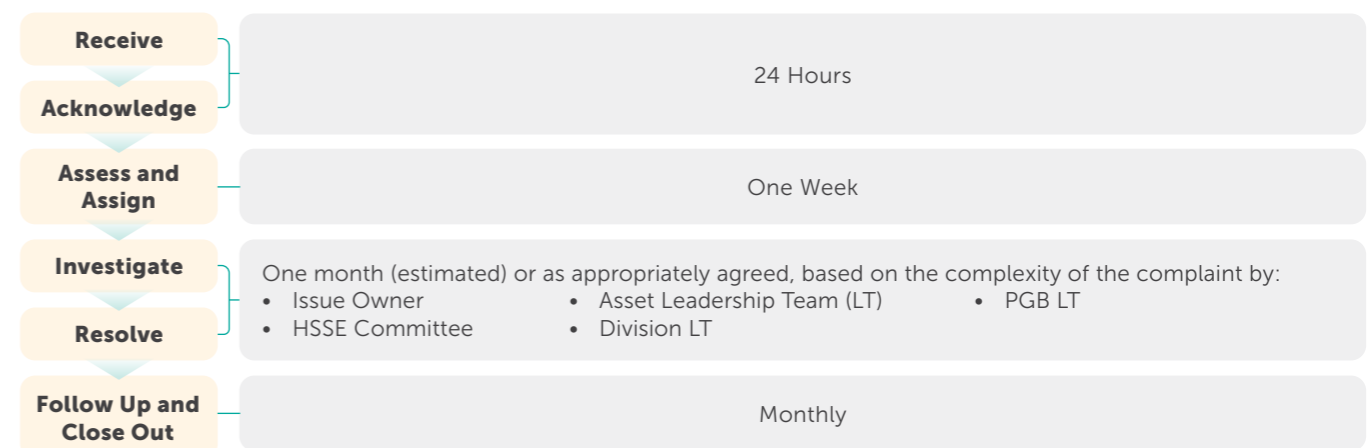 Receive
24 Hours
Acknowledge
Assess and
Assign
One Week
Investigate
Resolve
One month (estimated) or as appropriately agreed, based on the complexity of the complaint by:
• Issue Owner • Asset Leadership Team (LT) • PGB LT
• HSSE Committee • Division LT
Follow Up and
Close Out
Monthly